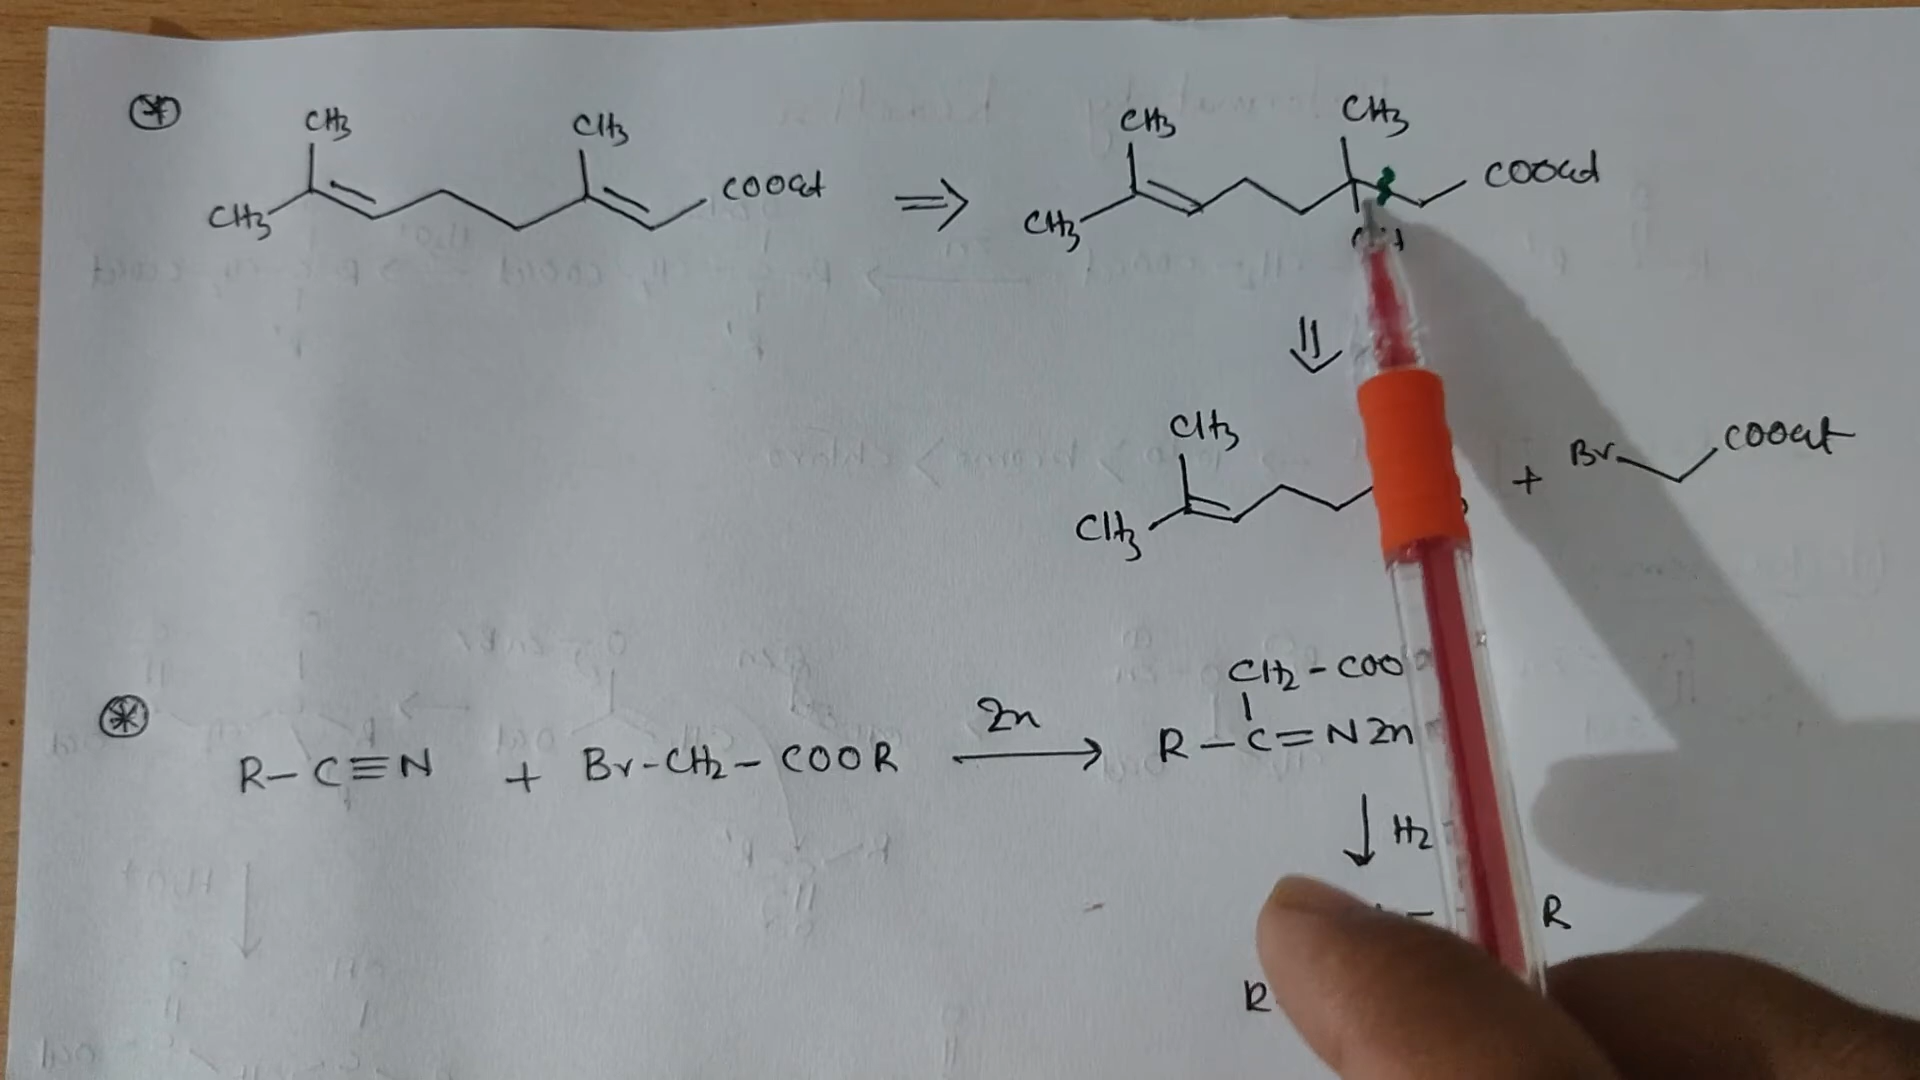 CH3 CH3
CH3 COOEt ⇒
CH3 CH3
CH3 COOEt
⇓
CH3
CH3 + Br COOEt
R-C≡N + Br-CH2-COOR
Zn
CH2-COO
R-C=NZn
↓ H2
R
R